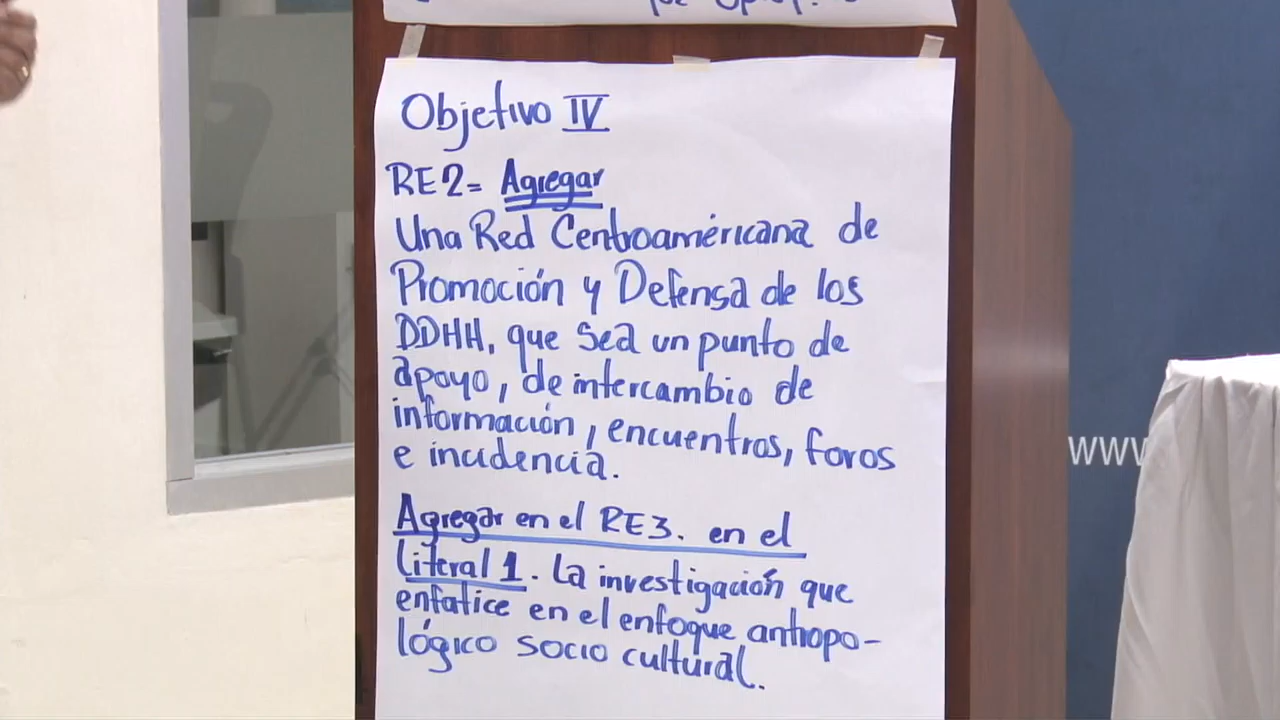 Objetivo IV
RE2= Agregar
Una Red Centroaméricana de
Promoción y Defensa de los
DDHH, que sea un punto de
apoyo, de intercambio de
información, encuentros, foros
e incidencia.
Agregar en el RE3. en el
Literal 1. La investigación que
enfatice en el enfoque antropo-
lógico socio cultural.
www